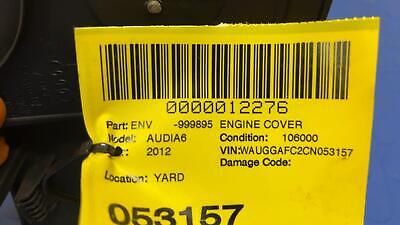 0000012276
Part: ENV -999895 ENGINE COVER
Model: AUDIA6 Condition: 106000
2012 VIN:WAUGGAFC2CN053157
Damage Code:
Location: YARD
053157